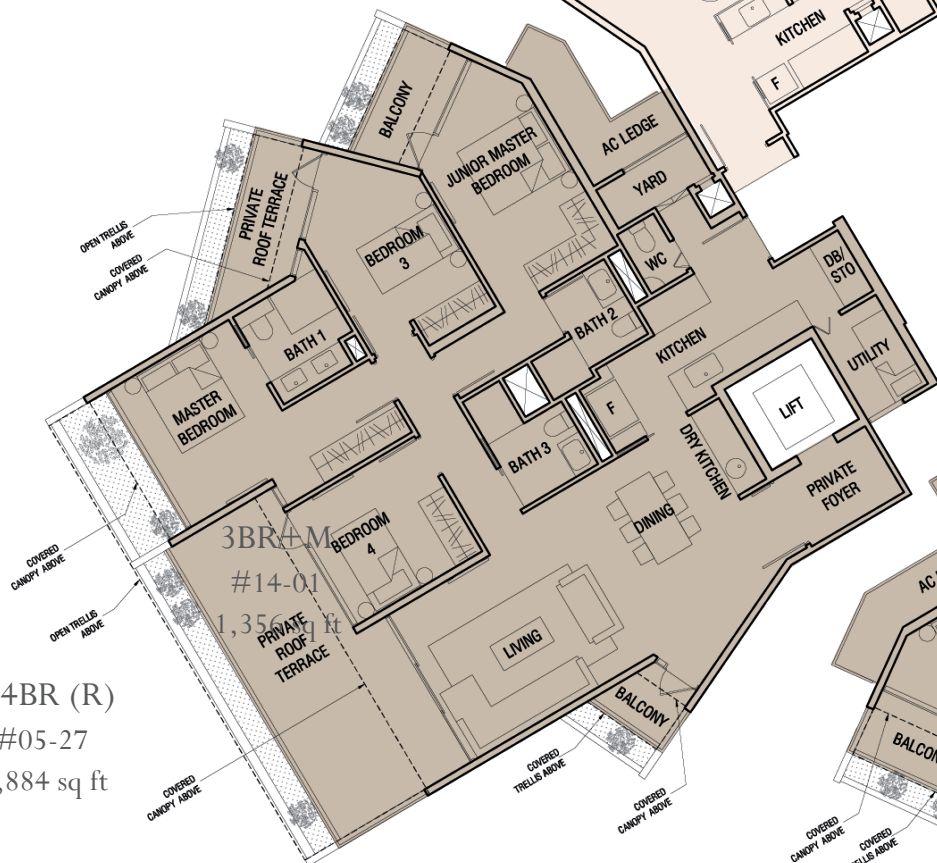 KITCHEN
F
BALCONY
JUNIOR MASTER
BEDROOM
AC LEDGE
YARD
PRIVATE
ROOF TERRACE
OPEN TRELLIS
ABOVE
COVERED
CANOPY ABOVE
BEDROOM
3
WC
DB/
STO
BATH 1
BATH 2
KITCHEN
UTILITY
MASTER
BEDROOM
F
LIFT
BATH 3
DRY KITCHEN
PRIVATE
FOYER
DINING
BEDROOM
4
3BR+M
#14-01
1,356 sq ft
COVERED
CANOPY ABOVE
OPEN TRELLIS
ABOVE
PRIVATE
ROOF
TERRACE
LIVING
BALCONY
4BR (R)
#05-27
,884 sq ft
COVERED
CANOPY ABOVE
COVERED
TRELLIS ABOVE
COVERED
CANOPY ABOVE
AC
BALCON
COVERED
CANOPY ABOVE
COVERED
ELLIS ABOVE